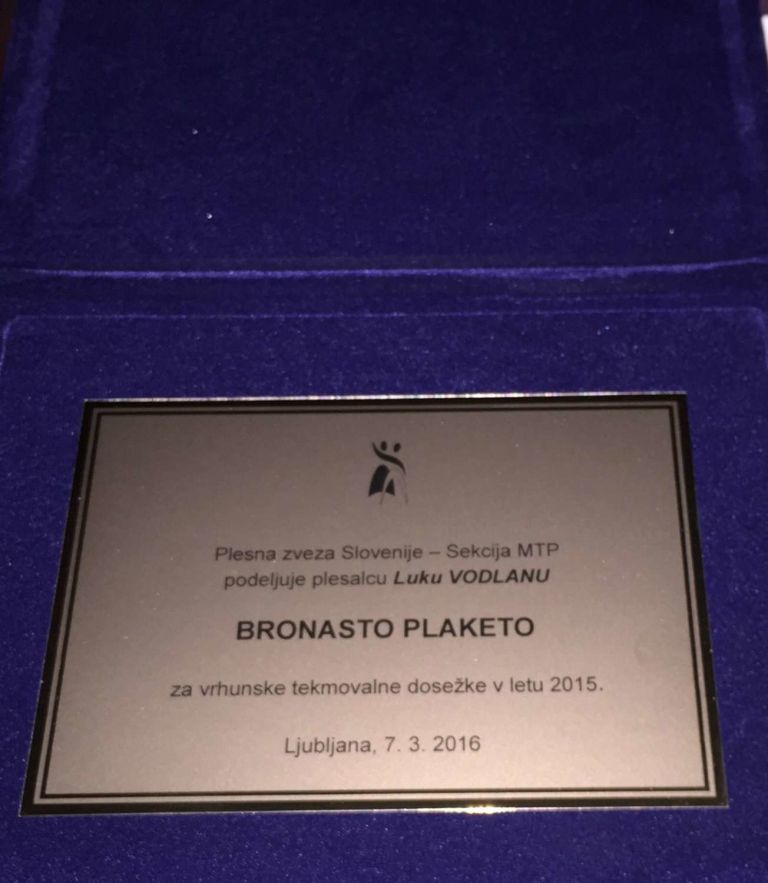 Plesna zveza Slovenije – Sekcija MTP
podeljuje plesalcu Luku VODLANU
BRONASTO PLAKETO
za vrhunske tekmovalne dosežke v letu 2015.
Ljubljana, 7. 3. 2016